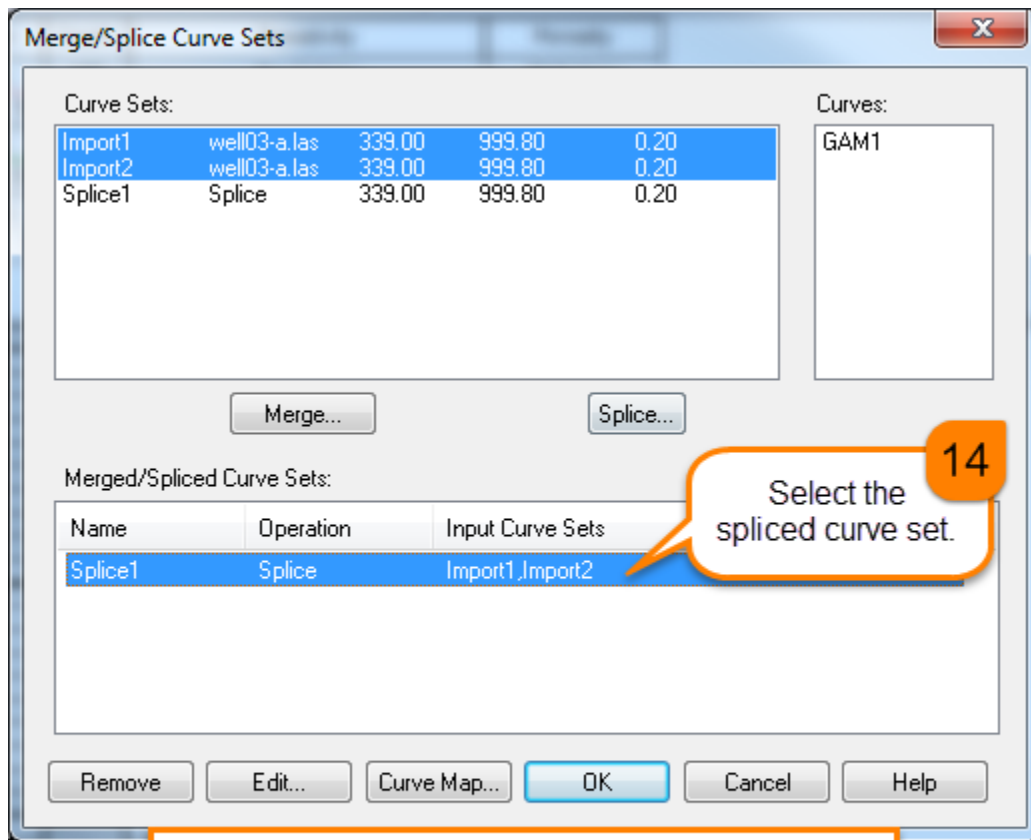 Merge/Splice Curve Sets
Curve Sets:
Curves:
Import1 well03-a.las 339.00 999.80 0.20
Import2 well03-a.las 339.00 999.80 0.20
Splice1 Splice 339.00 999.80 0.20
GAM1
Merge...
Splice...
14
Select the
spliced curve set.
Merged/Spliced Curve Sets:
Name Operation Input Curve Sets
Splice1 Splice Import1,Import2
Remove Edit... Curve Map... OK Cancel Help